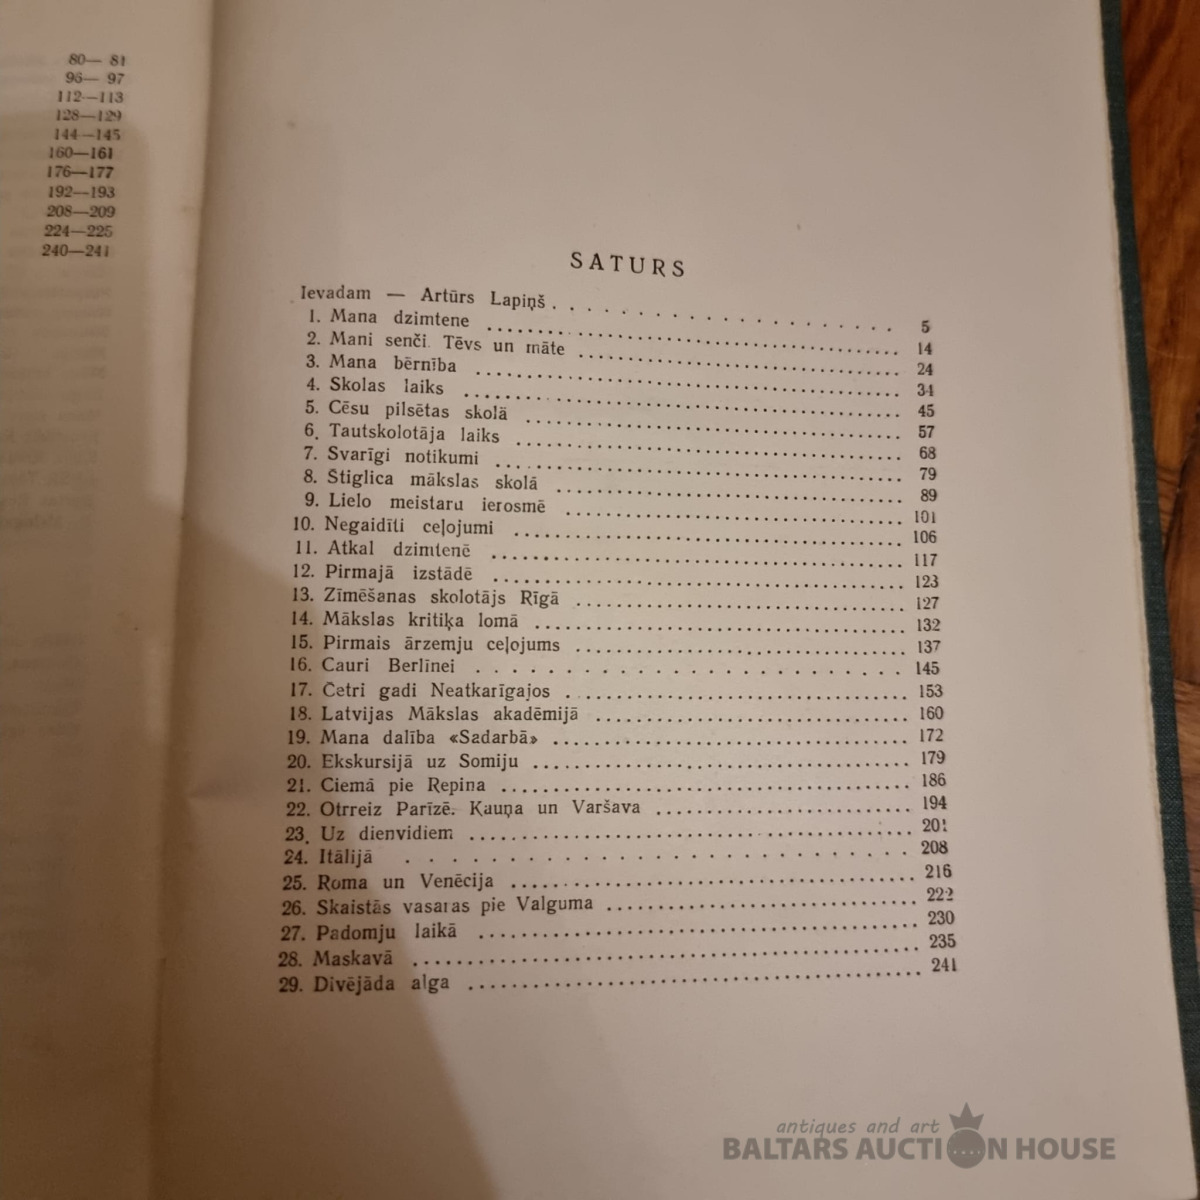 80— 81
96— 97
112—113
128—129
144—145
160—161
176—177
192—193
208—209
224—225
240—241
SATURS
Ievadam — Artūrs Lapiņš . . . 5
1. Mana dzimtene . . . 14
2. Mani senči. Tēvs un māte . . . 24
3. Mana bērnība . . . 34
4. Skolas laiks . . . 45
5. Cēsu pilsētas skolā . . . 57
6. Tautskolotāja laiks . . . 68
7. Svarīgi notikumi . . . 79
8. Štiglica mākslas skolā . . . 89
9. Lielo meistaru ierosmē . . . 101
10. Negaidīti ceļojumi . . . 106
11. Atkal dzimtenē . . . 117
12. Pirmajā izstādē . . . 123
13. Zīmēšanas skolotājs Rīgā . . . 127
14. Mākslas kritiķa lomā . . . 132
15. Pirmais ārzemju ceļojums . . . 137
16. Cauri Berlīnei . . . 145
17. Četri gadi Neatkarīgajos . . . 153
18. Latvijas Mākslas akadēmijā . . . 160
19. Mana dalība «Sadarbā» . . . 172
20. Ekskursijā uz Somiju . . . 179
21. Ciemā pie Repina . . . 186
22. Otrreiz Parīzē. Kauņa un Varšava . . . 194
23. Uz dienvidiem . . . 201
24. Itālijā . . . 208
25. Roma un Venēcija . . . 216
26. Skaistās vasaras pie Valguma . . . 222
27. Padomju laikā . . . 230
28. Maskavā . . . 235
29. Divējāda alga . . . 241
antiques and art
BALTARS AUCTION HOUSE